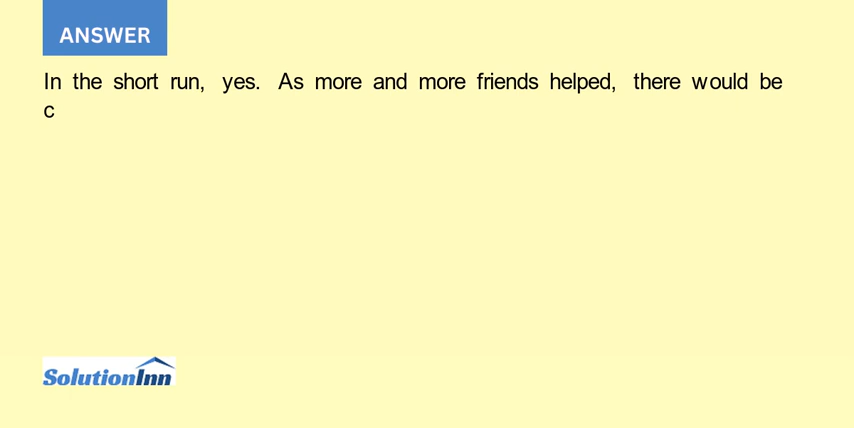 ANSWER
In the short run, yes. As more and more friends helped, there would be
c
SolutionInn